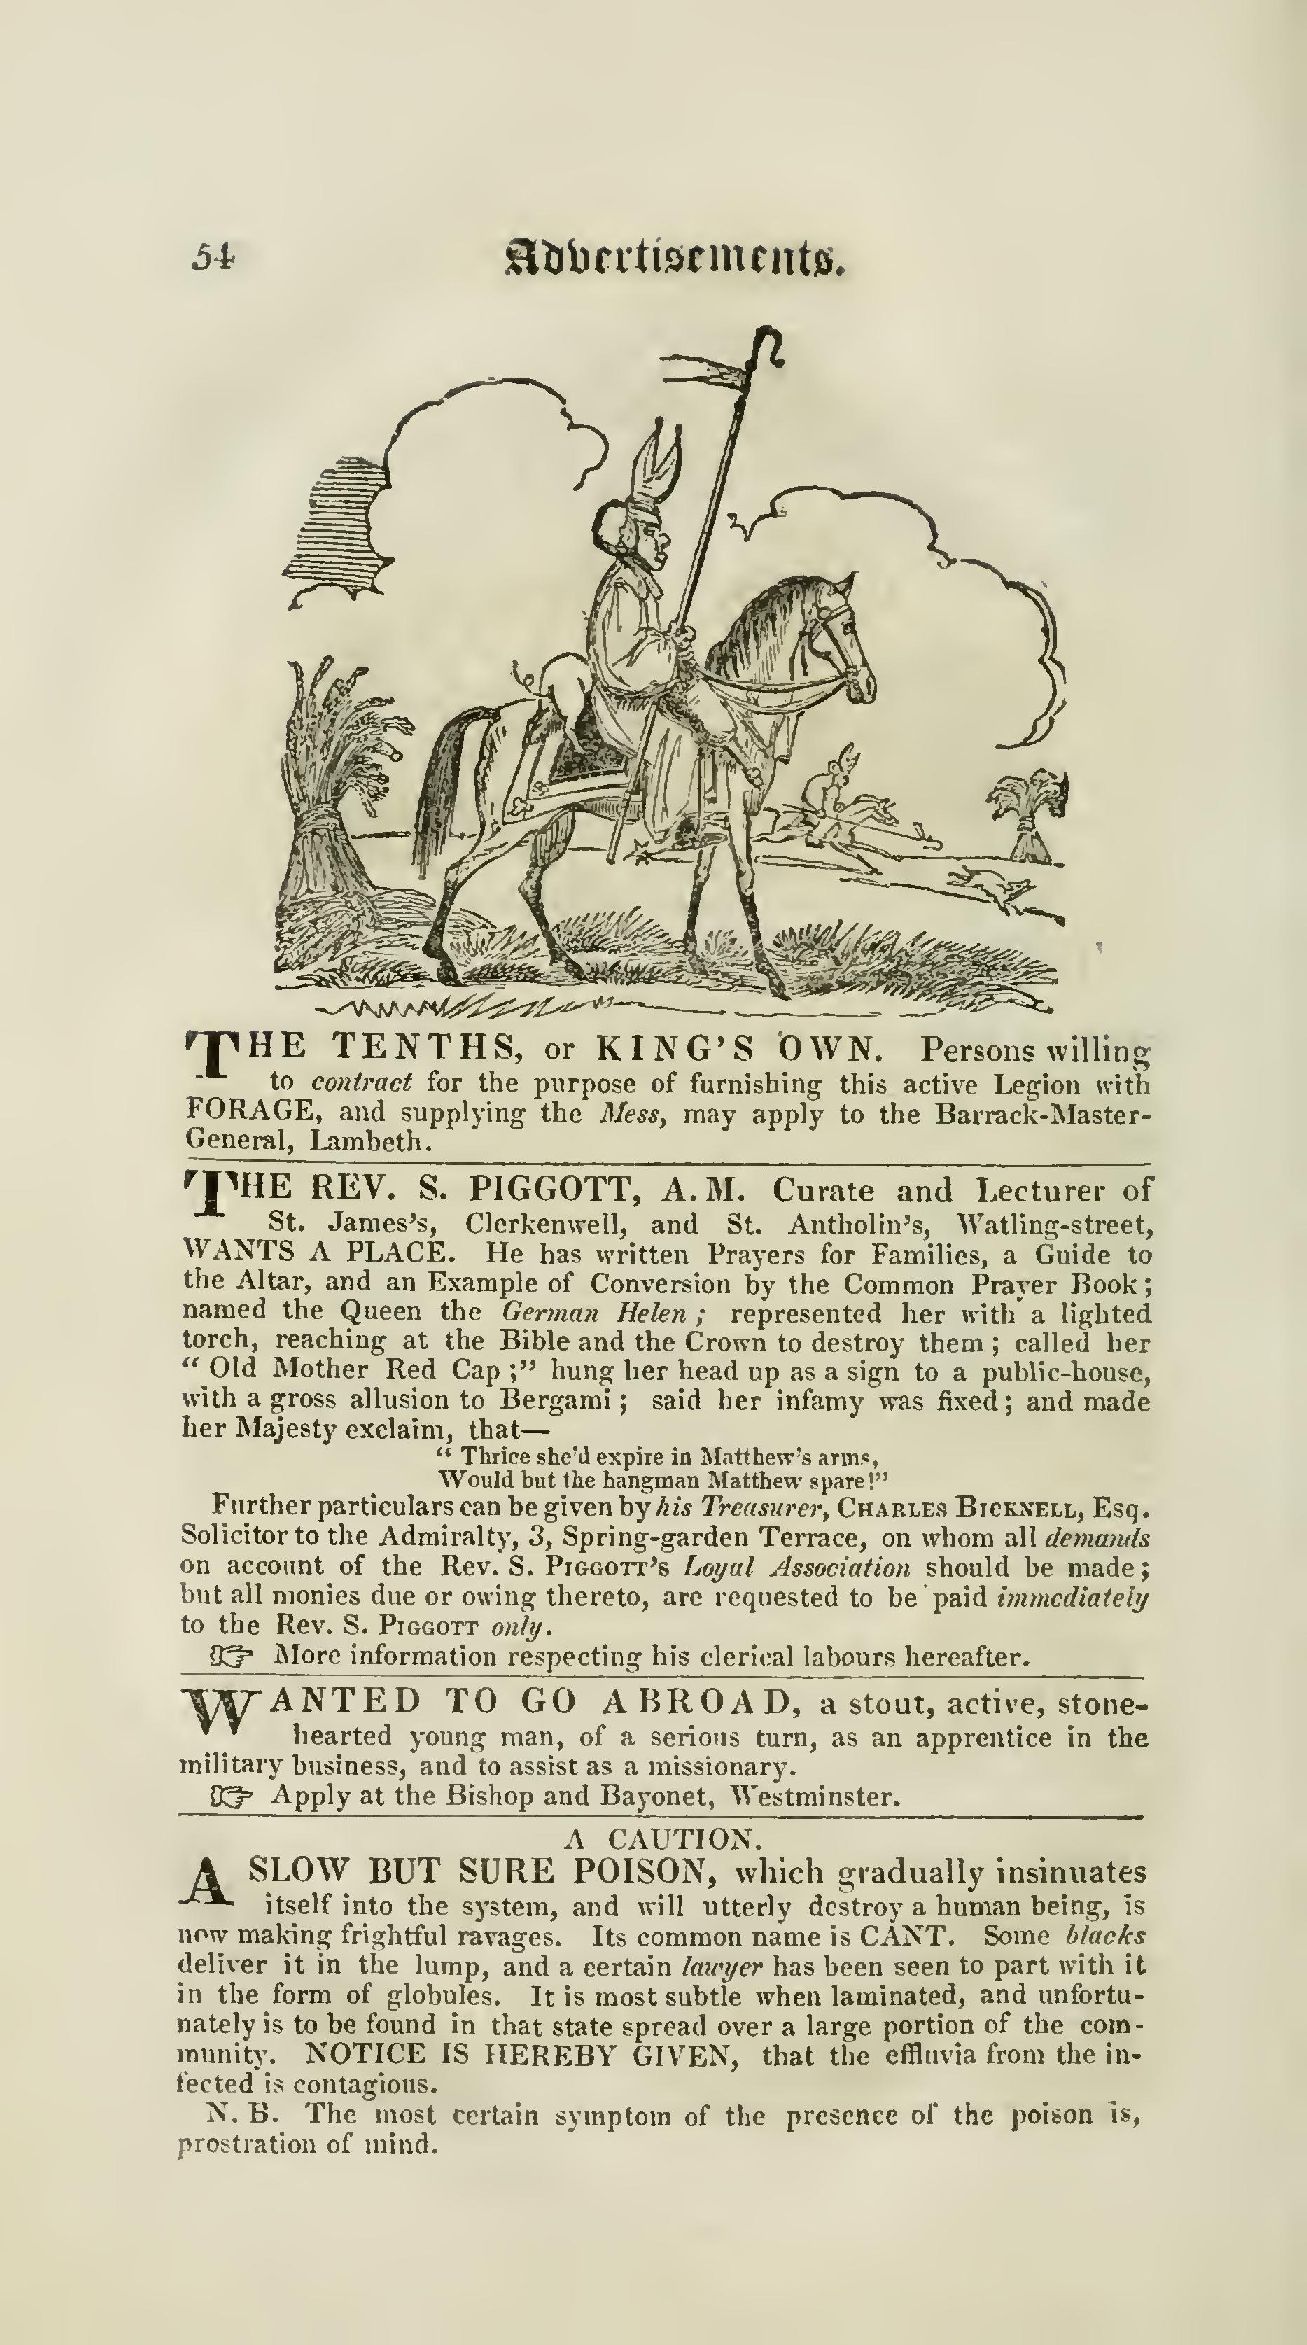 54
Advertisements.
THE TENTHS, or KING'S OWN. Persons willing
to contract for the purpose of furnishing this active Legion with
FORAGE, and supplying the Mess, may apply to the Barrack-Master-
General, Lambeth.
THE REV. S. PIGGOTT, A. M. Curate and Lecturer of
St. James's, Clerkenwell, and St. Antholin's, Watling-street,
WANTS A PLACE. He has written Prayers for Families, a Guide to
the Altar, and an Example of Conversion by the Common Prayer Book;
named the Queen the German Helen; represented her with a lighted
torch, reaching at the Bible and the Crown to destroy them; called her
“Old Mother Red Cap;” hung her head up as a sign to a public-house,
with a gross allusion to Bergami; said her infamy was fixed; and made
her Majesty exclaim, that—
“Thrice she'd expire in Matthew's arms,
Would but the hangman Matthew spare!”
Further particulars can be given by his Treasurer, CHARLES BICKNELL, Esq.
Solicitor to the Admiralty, 3, Spring-garden Terrace, on whom all demands
on account of the Rev. S. PIGGOTT's Loyal Association should be made;
but all monies due or owing thereto, are requested to be paid immediately
to the Rev. S. PIGGOTT only.
☞ More information respecting his clerical labours hereafter.
WANTED TO GO ABROAD, a stout, active, stone-
hearted young man, of a serious turn, as an apprentice in the
military business, and to assist as a missionary.
☞ Apply at the Bishop and Bayonet, Westminster.
A CAUTION.
A SLOW BUT SURE POISON, which gradually insinuates
itself into the system, and will utterly destroy a human being, is
now making frightful ravages. Its common name is CANT. Some blacks
deliver it in the lump, and a certain lawyer has been seen to part with it
in the form of globules. It is most subtle when laminated, and unfortu-
nately is to be found in that state spread over a large portion of the com-
munity. NOTICE IS HEREBY GIVEN, that the effluvia from the in-
fected is contagious.
N. B. The most certain symptom of the presence of the poison is,
prostration of mind.